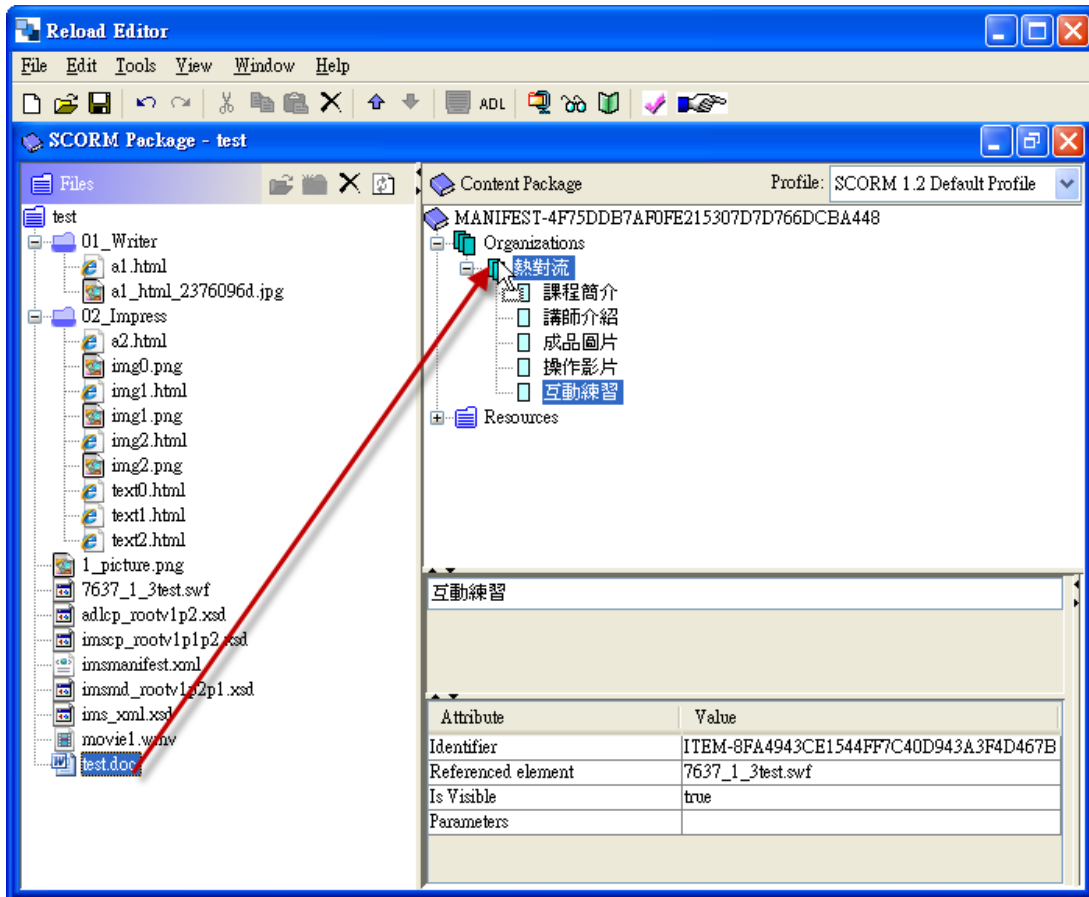 Reload Editor
File Edit Tools View Window Help
ADL
SCORM Package - test
Files
test
01_Writer
a1.html
a1_html_2376096d.jpg
02_Impress
a2.html
img0.png
img1.html
img1.png
img2.html
img2.png
text0.html
text1.html
text2.html
1_picture.png
7637_1_3test.swf
adlcp_rootv1p2.xsd
imscp_rootv1p1p2.xsd
imsmanifest.xml
imsmd_rootv1p2p1.xsd
ims_xml.xsd
movie1.wmv
test.doc
Content Package Profile: SCORM 1.2 Default Profile
MANIFEST-4F75DDB7AF0FE215307D7D766DCBA448
Organizations
熱對流
課程簡介
講師介紹
成品圖片
操作影片
互動練習
Resources
互動練習
Attribute Value
Identifier ITEM-8FA4943CE1544FF7C40D943A3F4D467B
Referenced element 7637_1_3test.swf
Is Visible true
Parameters